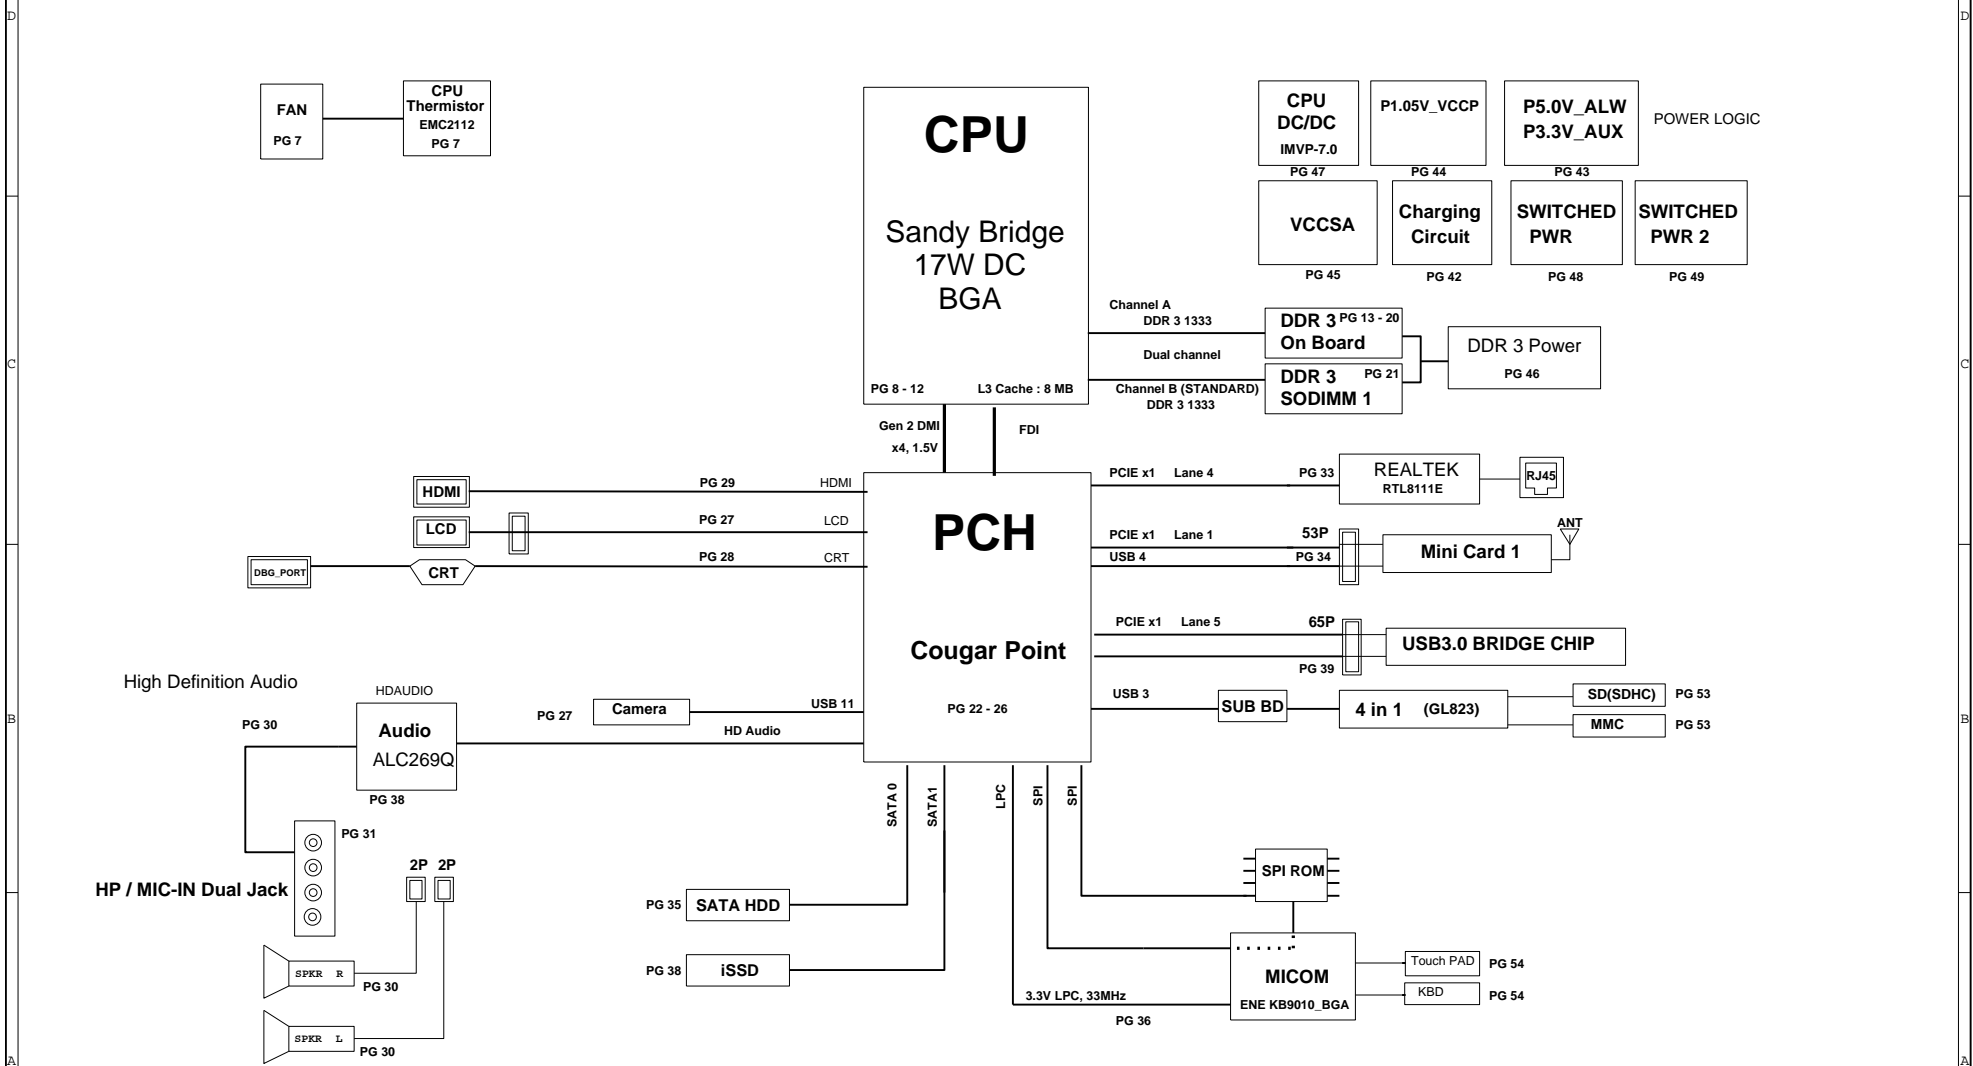 D
D
FAN
PG 7
CPU
Thermistor
EMC2112
PG 7
CPU
Sandy Bridge
17W DC
BGA
PG 8 - 12
L3 Cache : 8 MB
CPU
DC/DC
IMVP-7.0
PG 47
P1.05V_VCCP
PG 44
P5.0V_ALW
P3.3V_AUX
PG 43
POWER LOGIC
VCCSA
PG 45
Charging
Circuit
PG 42
SWITCHED
PWR
PG 48
SWITCHED
PWR 2
PG 49
Channel A
DDR 3 1333
Dual channel
Channel B (STANDARD)
DDR 3 1333
DDR 3 PG 13 - 20
On Board
DDR 3 PG 21
SODIMM 1
DDR 3 Power
PG 46
C
C
Gen 2 DMI
x4, 1.5V
FDI
PCH
Cougar Point
PG 22 - 26
HDMI
PG 29
HDMI
LCD
PG 27
LCD
DBG_PORT
CRT
PG 28
CRT
PCIE x1 Lane 4
PG 33
REALTEK
RTL8111E
RJ45
PCIE x1 Lane 1
USB 4
53P
PG 34
Mini Card 1
ANT
PCIE x1 Lane 5
65P
PG 39
USB3.0 BRIDGE CHIP
USB 3
SUB BD
4 in 1 (GL823)
SD(SDHC)
PG 53
MMC
PG 53
B
B
High Definition Audio
HDAUDIO
PG 30
Audio
ALC269Q
PG 38
PG 27
Camera
USB 11
HD Audio
PG 31
HP / MIC-IN Dual Jack
2P
2P
SPKR R
PG 30
SPKR L
PG 30
SATA 0
SATA1
LPC
SPI
SPI
PG 35
SATA HDD
PG 38
iSSD
SPI ROM
MICOM
ENE KB9010_BGA
3.3V LPC, 33MHz
PG 36
Touch PAD
PG 54
KBD
PG 54
A
A